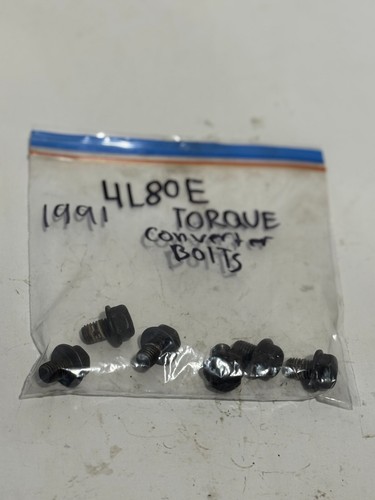 4L80E
1991 TORQUE
converter
BOlTS